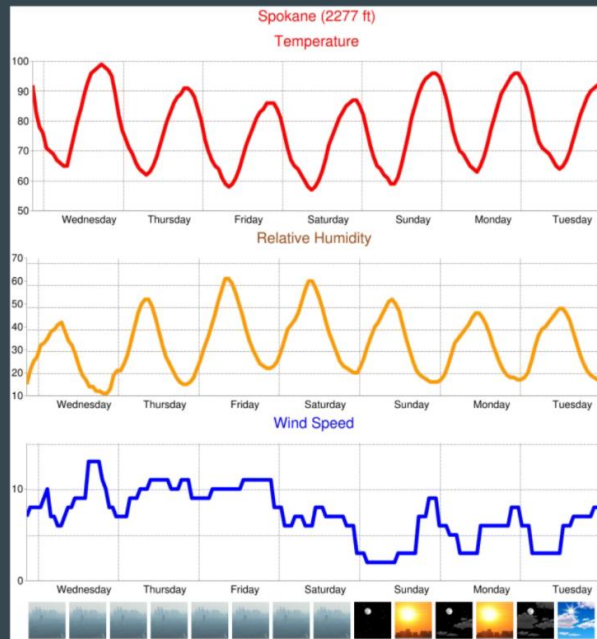 Spokane (2277 ft)
Temperature
100
90
80
70
60
50
Wednesday Thursday Friday Saturday Sunday Monday Tuesday
Relative Humidity
70
60
50
40
30
20
10
Wednesday Thursday Friday Saturday Sunday Monday Tuesday
Wind Speed
10
0
Wednesday Thursday Friday Saturday Sunday Monday Tuesday